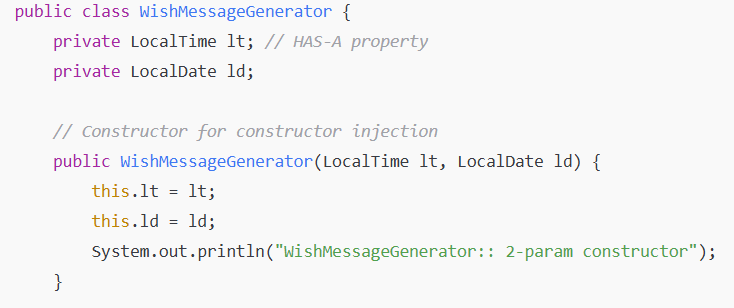 public class WishMessageGenerator {
    private LocalTime lt; // HAS-A property
    private LocalDate ld;
    // Constructor for constructor injection
    public WishMessageGenerator(LocalTime lt, LocalDate ld) {
        this.lt = lt;
        this.ld = ld;
        System.out.println("WishMessageGenerator:: 2-param constructor");
    }